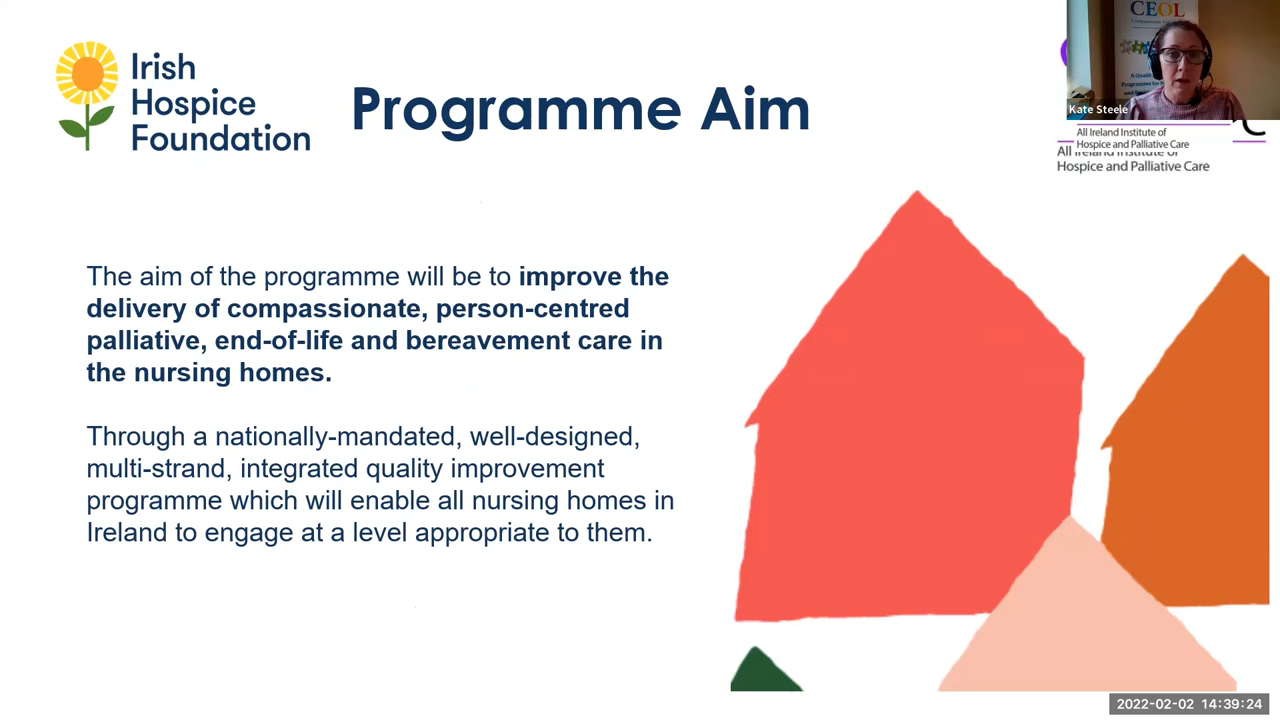 Irish
Hospice
Foundation
Programme Aim
CEOL
Kate Steele
All Ireland Institute of
Hospice and Palliative Care
Hospice and Palliative Care
The aim of the programme will be to improve the
delivery of compassionate, person-centred
palliative, end-of-life and bereavement care in
the nursing homes.
Through a nationally-mandated, well-designed,
multi-strand, integrated quality improvement
programme which will enable all nursing homes in
Ireland to engage at a level appropriate to them.
2022-02-02 14:39:24